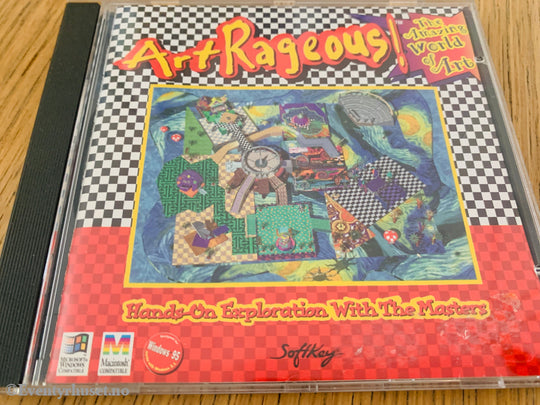 ArtRageous!
The
Amazing
World
of Art
Hands-On Exploration With The Masters
MICROSOFT®
WINDOWS™
COMPATIBLE
Macintosh®
COMPATIBLE
Windows 95
SoftKey
© Eventyrhuset.no